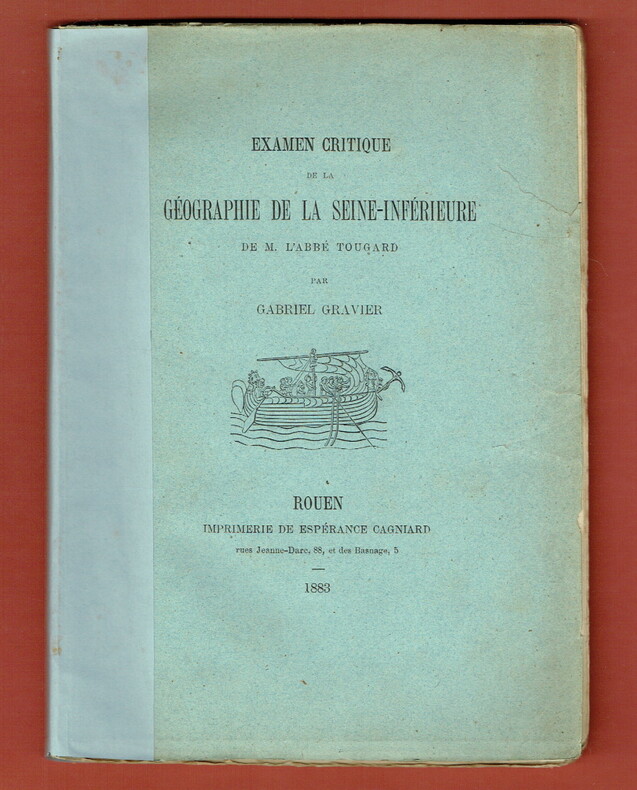 EXAMEN CRITIQUE
DE LA
GÉOGRAPHIE DE LA SEINE-INFÉRIEURE
DE M. L'ABBÉ TOUGARD
PAR
GABRIEL GRAVIER
ROUEN
IMPRIMERIE DE ESPÉRANCE CAGNIARD
rues Jeanne-Darc, 88, et des Basnage, 5
1883